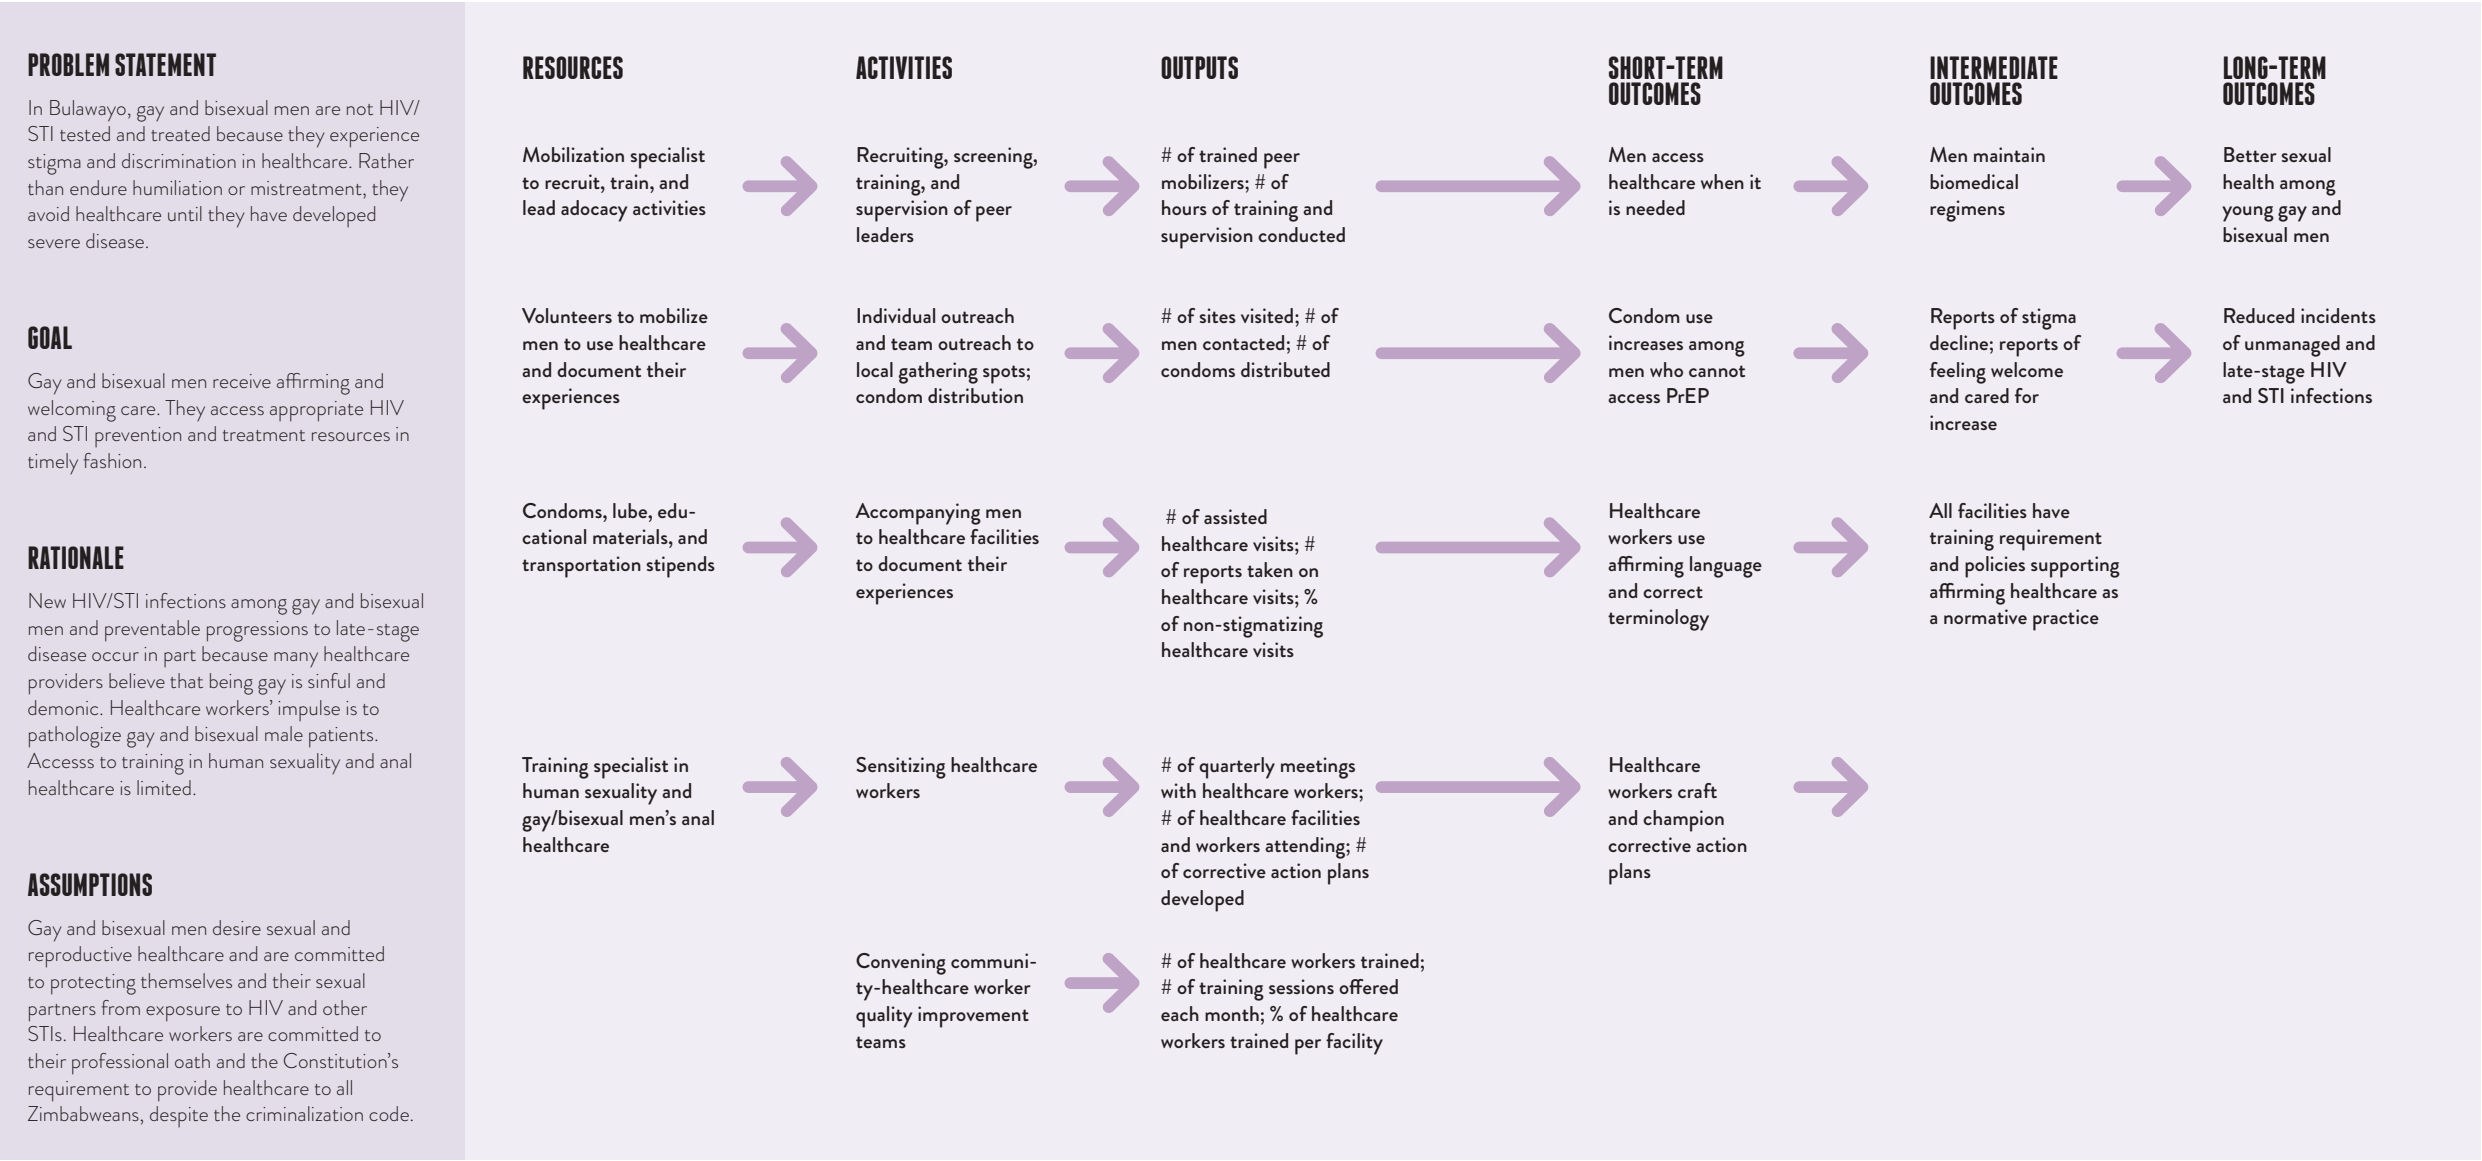 PROBLEM STATEMENT
In Bulawayo, gay and bisexual men are not HIV/
STI tested and treated because they experience
stigma and discrimination in healthcare. Rather
than endure humiliation or mistreatment, they
avoid healthcare until they have developed
severe disease.
GOAL
Gay and bisexual men receive affirming and
welcoming care. They access appropriate HIV
and STI prevention and treatment resources in
timely fashion.
RATIONALE
New HIV/STI infections among gay and bisexual
men and preventable progressions to late-stage
disease occur in part because many healthcare
providers believe that being gay is sinful and
demonic. Healthcare workers' impulse is to
pathologize gay and bisexual male patients.
Accesss to training in human sexuality and anal
healthcare is limited.
ASSUMPTIONS
Gay and bisexual men desire sexual and
reproductive healthcare and are committed
to protecting themselves and their sexual
partners from exposure to HIV and other
STIs. Healthcare workers are committed to
their professional oath and the Constitution's
requirement to provide healthcare to all
Zimbabweans, despite the criminalization code.
RESOURCES
Mobilization specialist
to recruit, train, and
lead adocacy activities
Volunteers to mobilize
men to use healthcare
and document their
experiences
Condoms, lube, edu-
cational materials, and
transportation stipends
Training specialist in
human sexuality and
gay/bisexual men's anal
healthcare
ACTIVITIES
Recruiting, screening,
training, and
supervision of peer
leaders
Individual outreach
and team outreach to
local gathering spots;
condom distribution
Accompanying men
to healthcare facilities
to document their
experiences
Sensitizing healthcare
workers
Convening communi-
ty-healthcare worker
quality improvement
teams
OUTPUTS
# of trained peer
mobilizers; # of
hours of training and
supervision conducted
# of sites visited; # of
men contacted; # of
condoms distributed
# of assisted
healthcare visits; #
of reports taken on
healthcare visits; %
of non-stigmatizing
healthcare visits
# of quarterly meetings
with healthcare workers;
# of healthcare facilities
and workers attending; #
of corrective action plans
developed
# of healthcare workers trained;
# of training sessions offered
each month; % of healthcare
workers trained per facility
SHORT-TERM
OUTCOMES
Men access
healthcare when it
is needed
Condom use
increases among
men who cannot
access PrEP
Healthcare
workers use
affirming language
and correct
terminology
Healthcare
workers craft
and champion
corrective action
plans
INTERMEDIATE
OUTCOMES
Men maintain
biomedical
regimens
Reports of stigma
decline; reports of
feeling welcome
and cared for
increase
All facilities have
training requirement
and policies supporting
affirming healthcare as
a normative practice
LONG-TERM
OUTCOMES
Better sexual
health among
young gay and
bisexual men
Reduced incidents
of unmanaged and
late-stage HIV
and STI infections